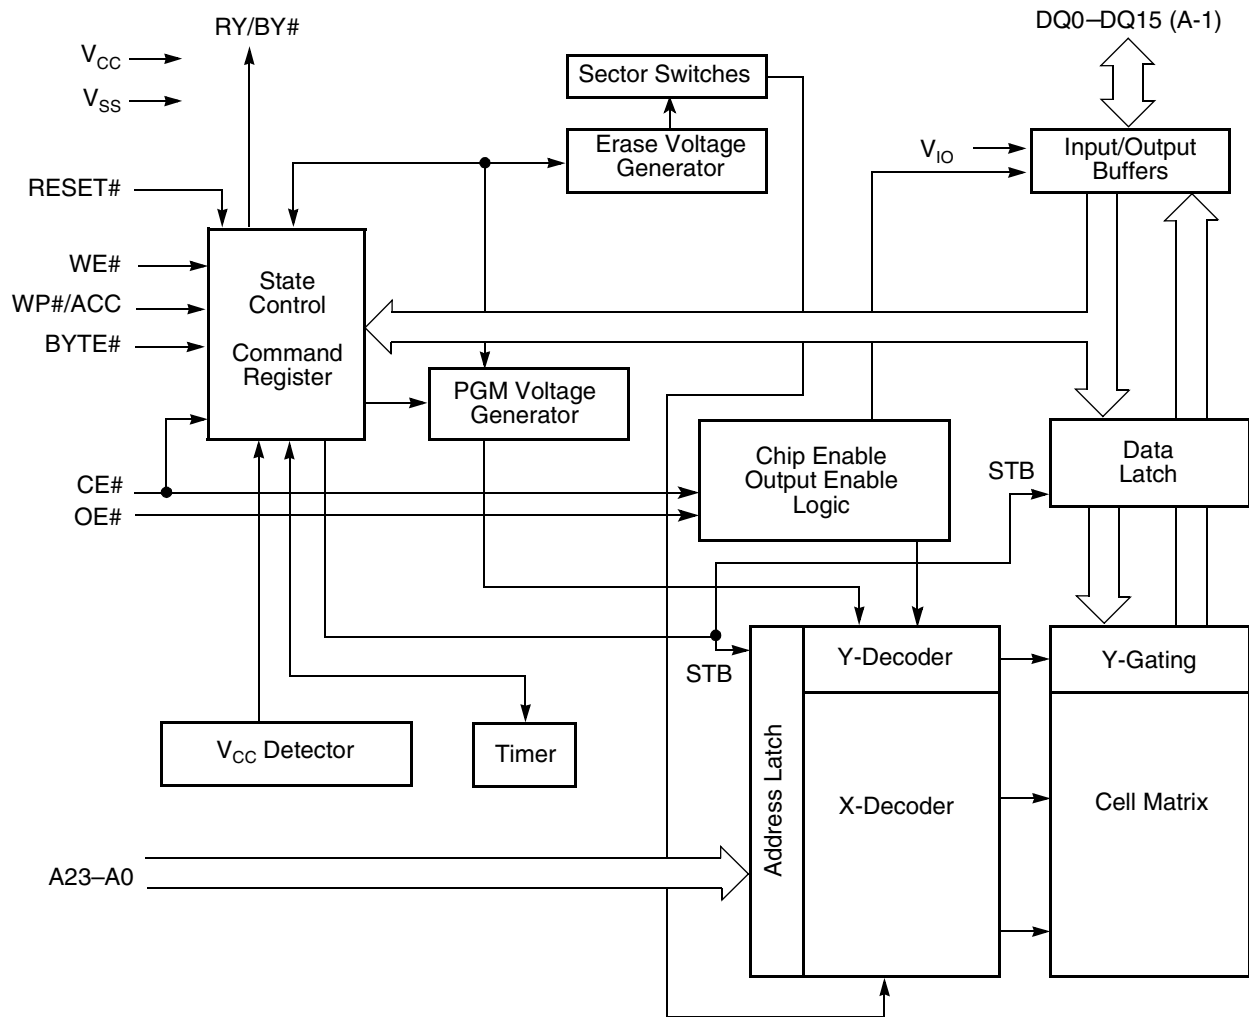 RY/BY#
DQ0–DQ15 (A-1)
VCC
VSS
Sector Switches
Erase Voltage
Generator
VIO
Input/Output
Buffers
RESET#
WE#
WP#/ACC
BYTE#
State
Control
Command
Register
PGM Voltage
Generator
CE#
OE#
Chip Enable
Output Enable
Logic
STB
Data
Latch
STB
Y-Decoder
Y-Gating
VCC Detector
Timer
Address Latch
X-Decoder
Cell Matrix
A23–A0